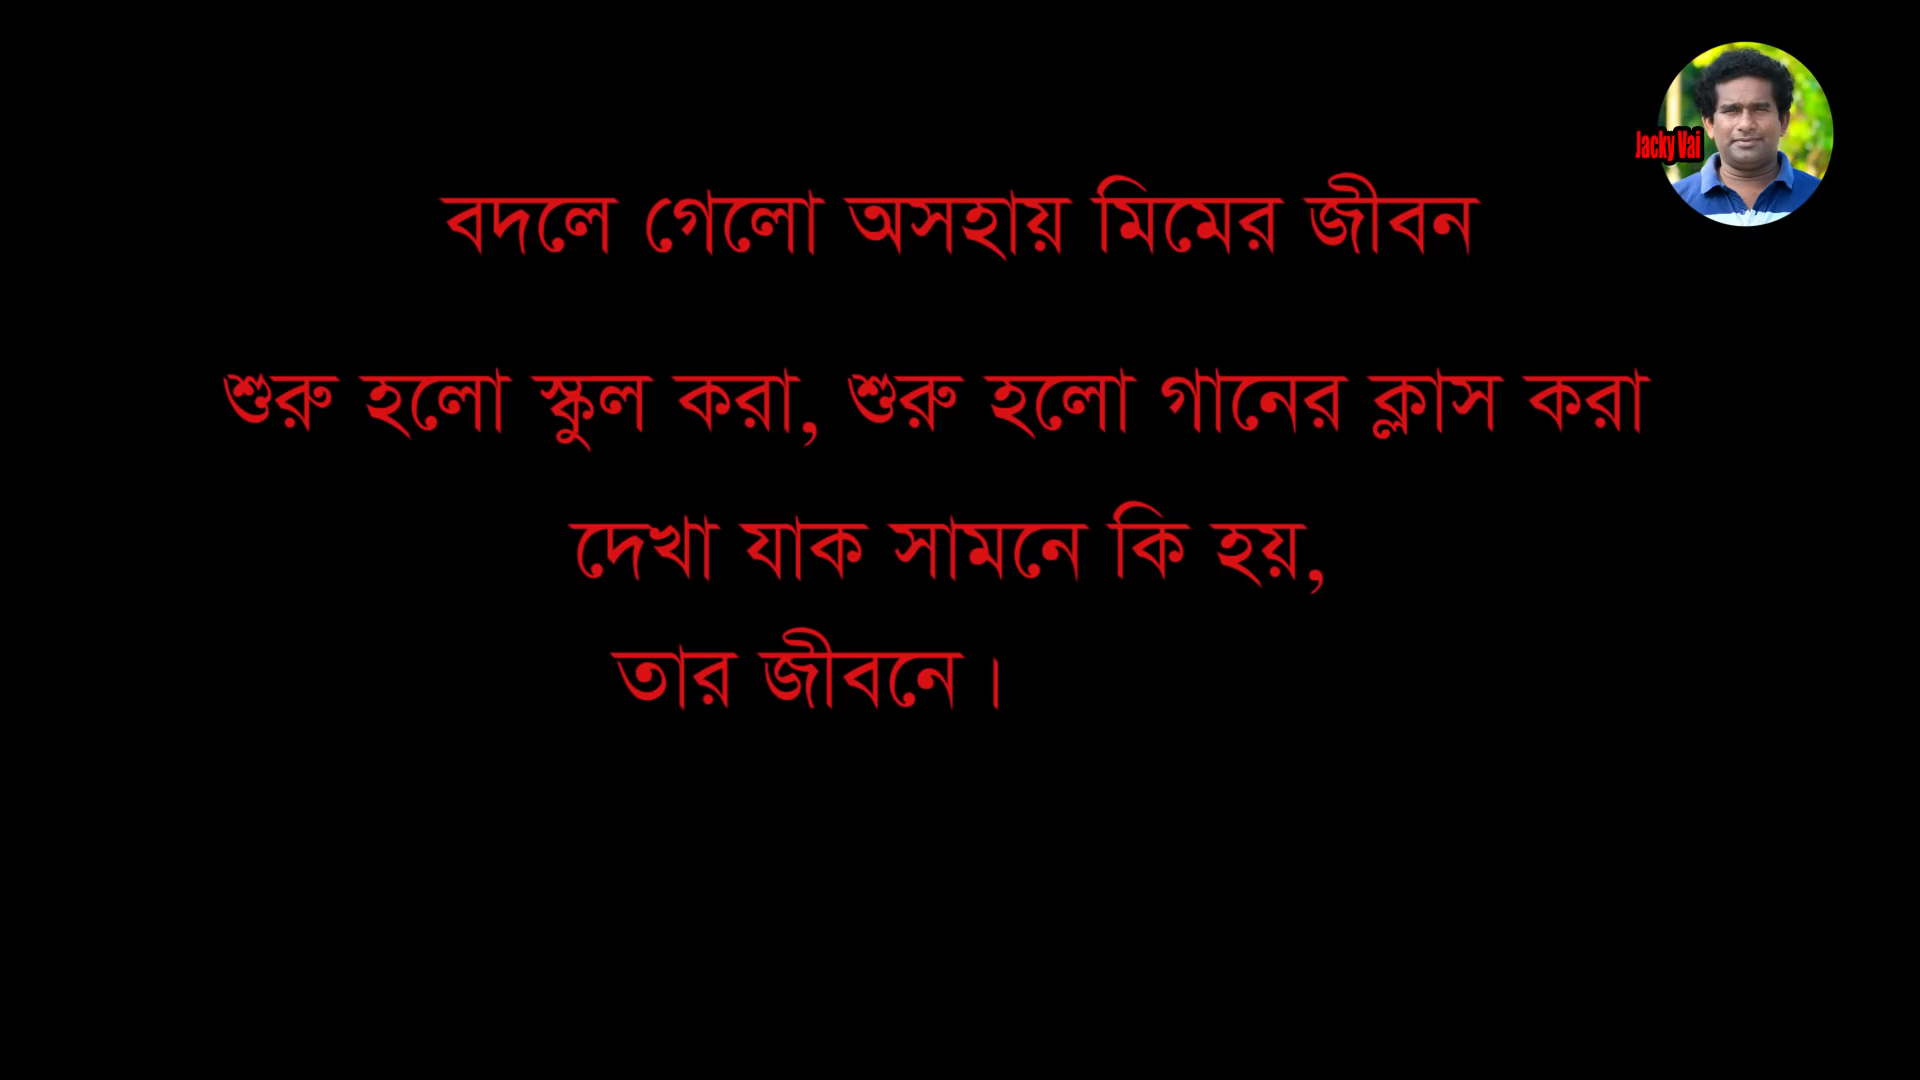 Jacky Vai
বদলে গেলো অসহায় মিমের জীবন
শুরু হলো স্কুল করা, শুরু হলো গানের ক্লাস করা
দেখা যাক সামনে কি হয়,
তার জীবনে।